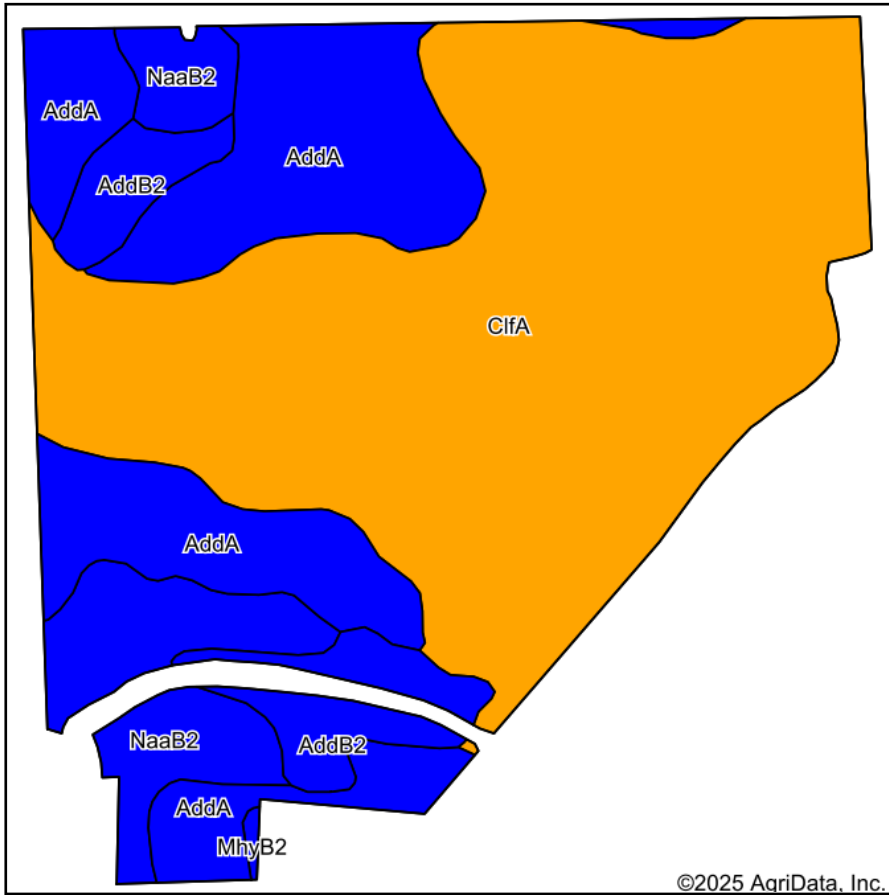 NaaB2
AddA
AddA
AddB2
ClfA
AddA
NaaB2
AddB2
AddA
MhyB2
©2025 AgriData, Inc.